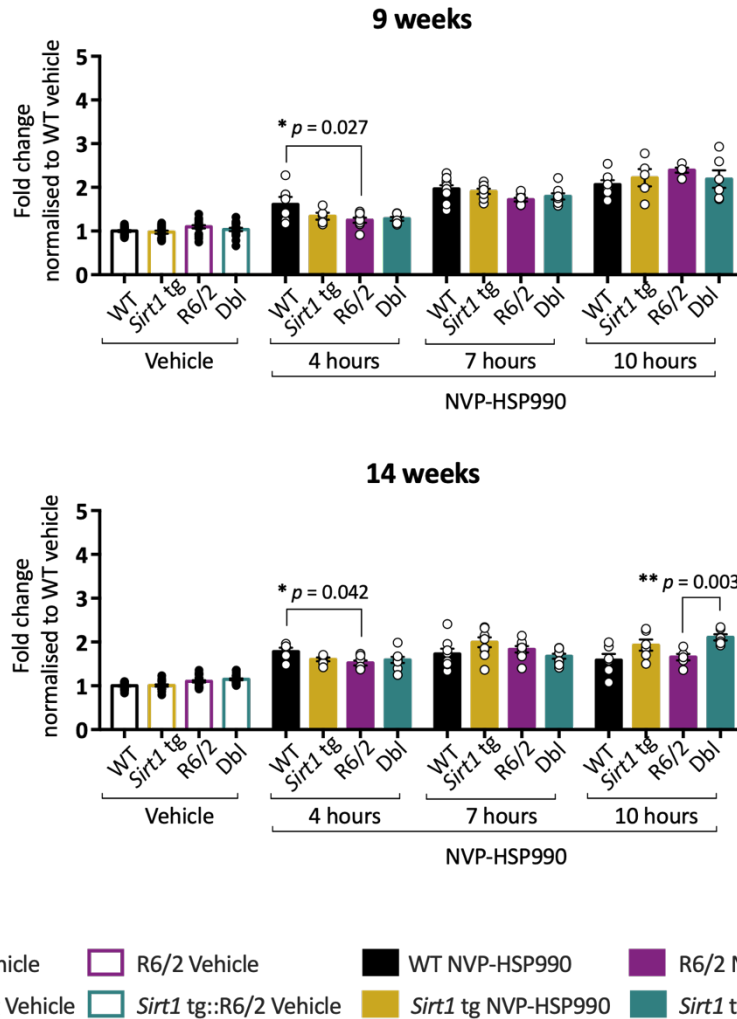 9 weeks
Fold change
normalised to WT vehicle
5
4
3
2
1
0
* p = 0.027
WT
Sirt1 tg
R6/2
Dbl
WT
Sirt1 tg
R6/2
Dbl
WT
Sirt1 tg
R6/2
Dbl
WT
Sirt1 tg
R6/2
Dbl
Vehicle
4 hours
7 hours
10 hours
NVP-HSP990
14 weeks
Fold change
normalised to WT vehicle
5
4
3
2
1
0
* p = 0.042
** p = 0.003
WT
Sirt1 tg
R6/2
Dbl
WT
Sirt1 tg
R6/2
Dbl
WT
Sirt1 tg
R6/2
Dbl
WT
Sirt1 tg
R6/2
Dbl
Vehicle
4 hours
7 hours
10 hours
NVP-HSP990
R6/2 Vehicle
WT NVP-HSP990
R6/2
Vehicle
Sirt1 tg::R6/2 Vehicle
Sirt1 tg NVP-HSP990
Sirt1